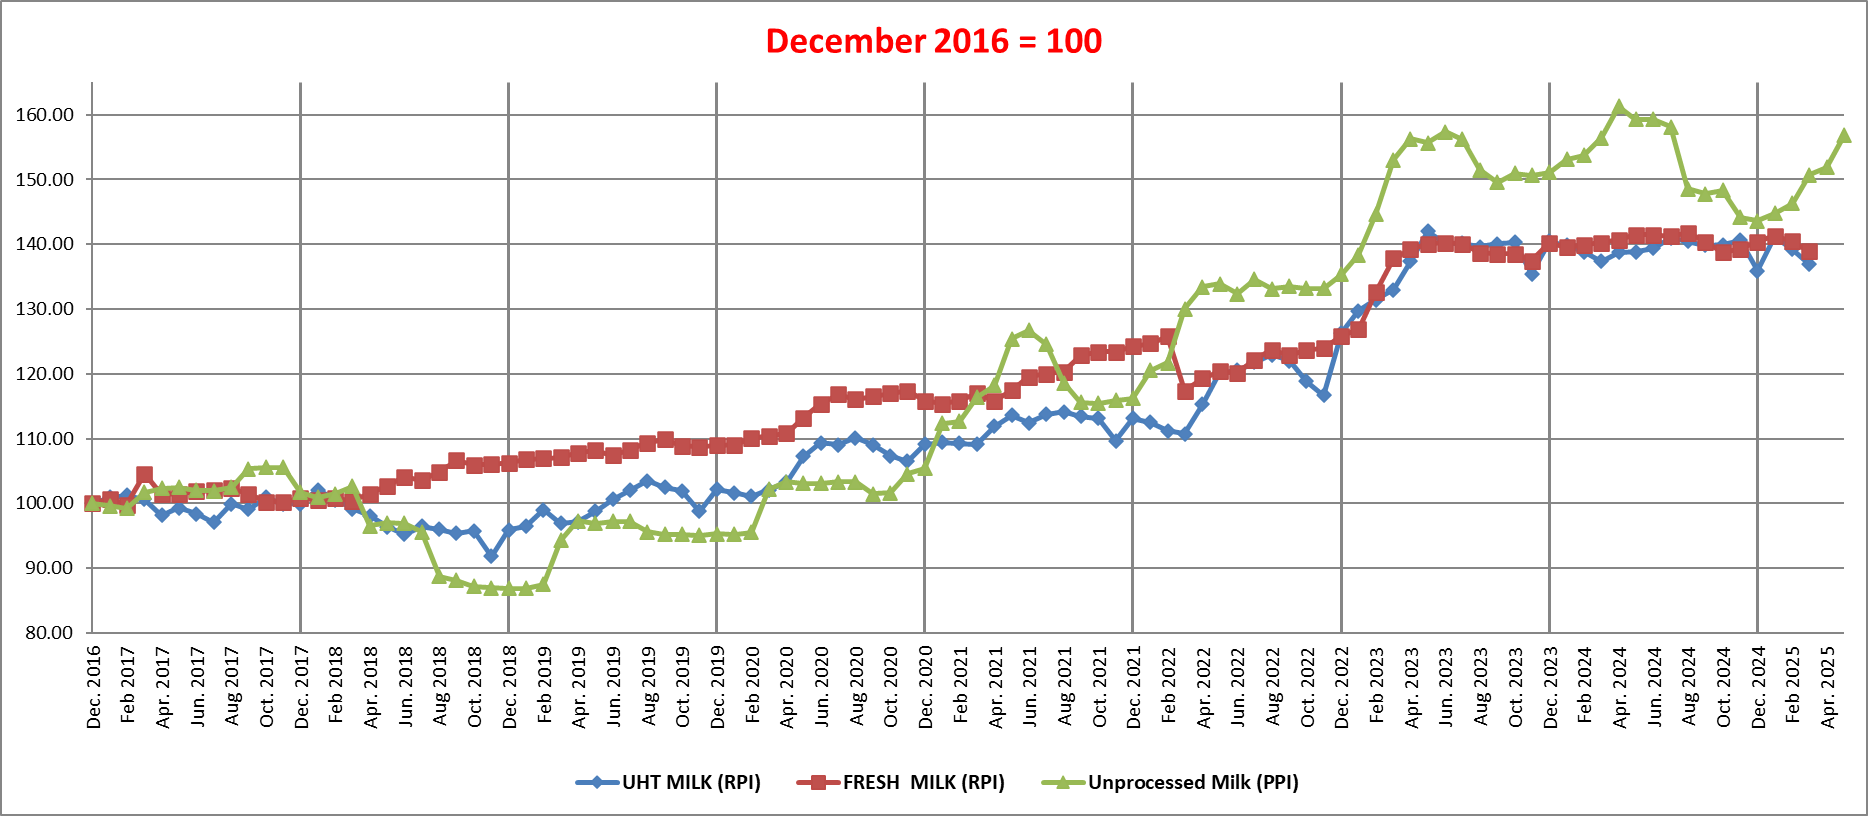 December 2016 = 100
160.00
150.00
140.00
130.00
120.00
110.00
100.00
90.00
80.00
Dec. 2016
Feb 2017
Apr. 2017
Jun. 2017
Aug 2017
Oct. 2017
Dec. 2017
Feb 2018
Apr. 2018
Jun. 2018
Aug 2018
Oct. 2018
Dec. 2018
Feb 2019
Apr. 2019
Jun. 2019
Aug 2019
Oct. 2019
Dec. 2019
Feb 2020
Apr. 2020
Jun. 2020
Aug 2020
Oct. 2020
Dec. 2020
Feb 2021
Apr. 2021
Jun. 2021
Aug 2021
Oct. 2021
Dec. 2021
Feb 2022
Apr. 2022
Jun. 2022
Aug 2022
Oct. 2022
Dec. 2022
Feb 2023
Apr. 2023
Jun. 2023
Aug 2023
Oct. 2023
Dec. 2023
Feb 2024
Apr. 2024
Jun. 2024
Aug 2024
Oct. 2024
Dec. 2024
Feb 2025
Apr. 2025
UHT MILK (RPI)
FRESH  MILK (RPI)
Unprocessed Milk (PPI)